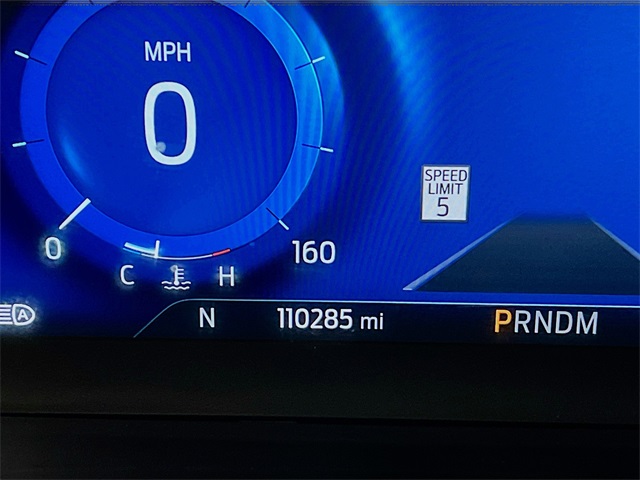 MPH
0
SPEED
LIMIT
5
0
160
C H
A
N 110285 mi PRNDM